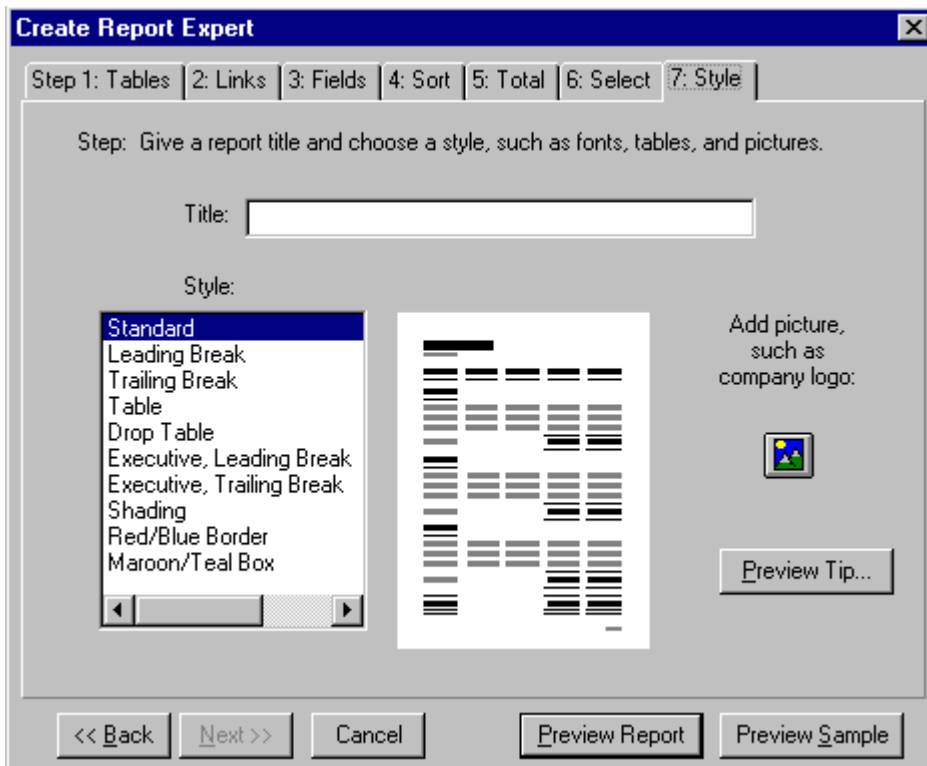 Create Report Expert
Step 1: Tables 2: Links 3: Fields 4: Sort 5: Total 6: Select 7: Style
Step: Give a report title and choose a style, such as fonts, tables, and pictures.
Title:
Style:
Standard
Leading Break
Trailing Break
Table
Drop Table
Executive, Leading Break
Executive, Trailing Break
Shading
Red/Blue Border
Maroon/Teal Box
Add picture,
such as
company logo:
Preview Tip...
<< Back Next >> Cancel Preview Report Preview Sample